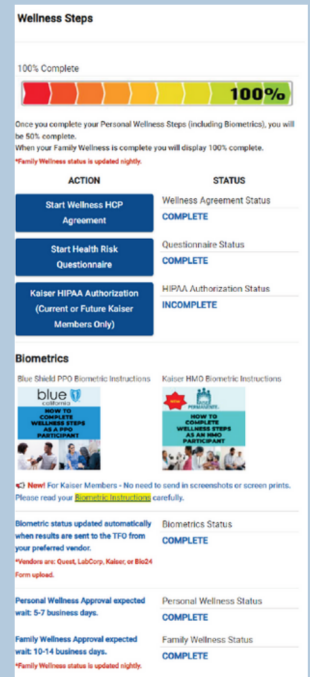 Wellness Steps
100% Complete
100%
Once you complete your Personal Wellness Steps (including Biometrics), you will
be 50% complete.
When your Family Wellness is complete you will display 100% complete.
*Family Wellness status is updated nightly.
ACTION
STATUS
Start Wellness HCP
Agreement
Wellness Agreement Status
COMPLETE
Start Health Risk
Questionnaire
Questionnaire Status
COMPLETE
Kaiser HIPAA Authorization
(Current or Future Kaiser
Members Only)
HIPAA Authorization Status
INCOMPLETE
Biometrics
Blue Shield PPO Biometric Instructions
Kaiser HMO Biometric Instructions
blue
california
HOW TO
COMPLETE
WELLNESS STEPS
AS A PPO
PARTICIPANT
PERMANENTE
HOW TO
COMPLETE
WELLNESS STEPS
AS AN HMO
PARTICIPANT
New! For Kaiser Members - No need to send in screenshots or screen prints.
Please read your Biometric Instructions carefully.
Biometric status updated automatically
when results are sent to the TFO from
your preferred vendor.
*Vendors are: Quest, LabCorp, Kaiser, or Bio24
Form upload.
Biometrics Status
COMPLETE
Personal Wellness Approval expected
wait: 5-7 business days.
Personal Wellness Status
COMPLETE
Family Wellness Approval expected
wait: 10-14 business days.
*Family Wellness status is updated nightly.
Family Wellness Status
COMPLETE